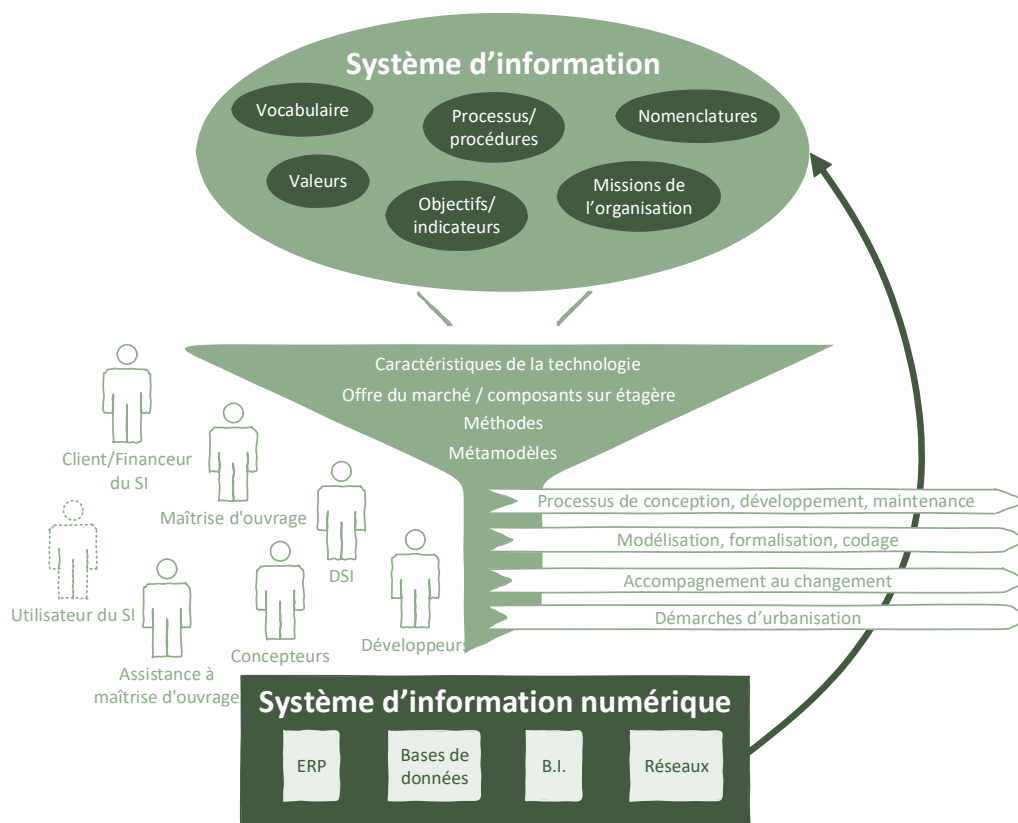 Système d’information
Vocabulaire
Processus/
procédures
Nomenclatures
Valeurs
Objectifs/
indicateurs
Missions de
l’organisation
Caractéristiques de la technologie
Offre du marché / composants sur étagère
Méthodes
Métamodèles
Client/Financeur
du SI
Maîtrise d'ouvrage
DSI
Utilisateur du SI
Assistance à
maîtrise d'ouvrage
Concepteurs
Développeurs
Processus de conception, développement, maintenance
Modélisation, formalisation, codage
Accompagnement au changement
Démarches d’urbanisation
Système d’information numérique
ERP
Bases de
données
B.I.
Réseaux